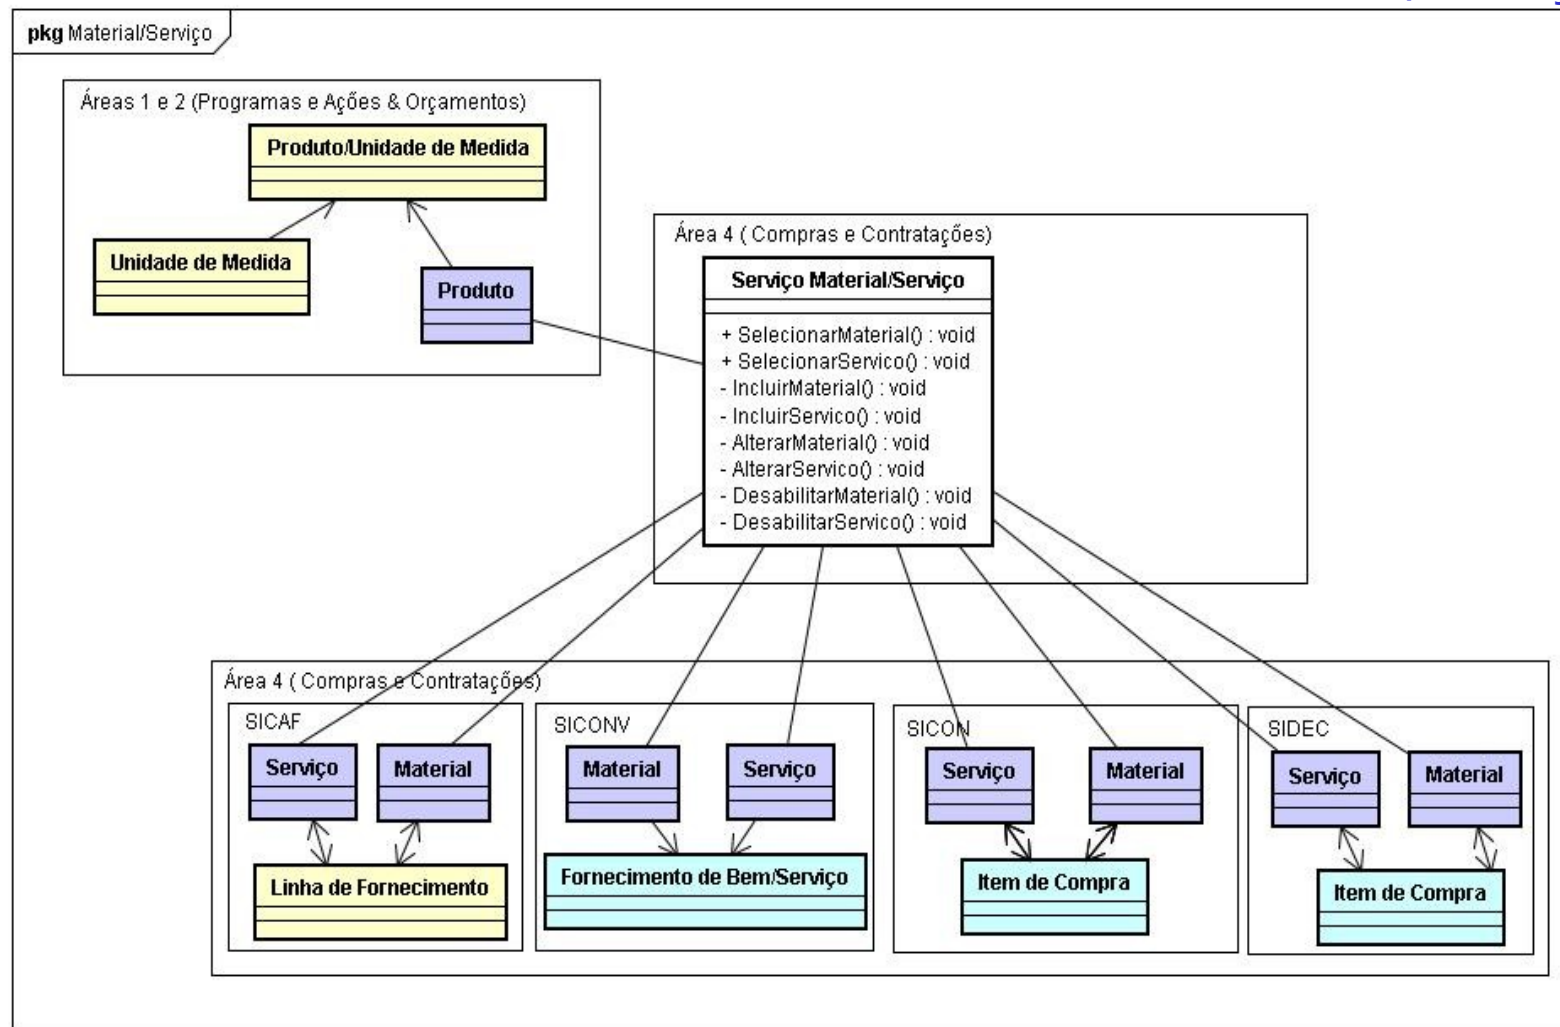 pkg Material/Serviço
Áreas 1 e 2 (Programas e Ações & Orçamentos)
Produto/Unidade de Medida
Unidade de Medida
Produto
Área 4 ( Compras e Contratações)
Serviço Material/Serviço
+ SelecionarMaterial() : void
+ SelecionarServico() : void
- IncluirMaterial() : void
- IncluirServico() : void
- AlterarMaterial() : void
- AlterarServico() : void
- DesabilitarMaterial() : void
- DesabilitarServico() : void
Área 4 ( Compras e Contratações)
SICAF
Serviço
Material
Linha de Fornecimento
SICONV
Material
Serviço
Fornecimento de Bem/Serviço
SICON
Serviço
Material
Item de Compra
SIDEC
Serviço
Material
Item de Compra